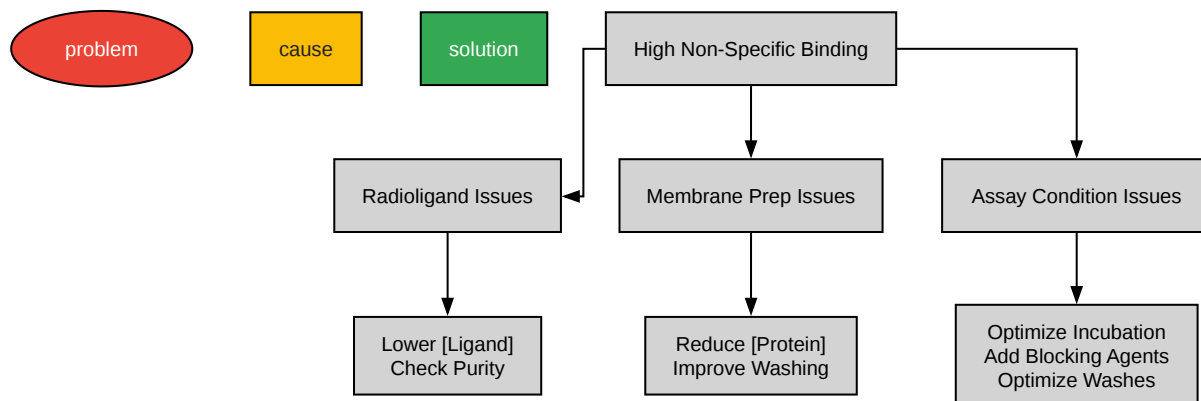 problem
cause
solution
High Non-Specific Binding
Radioligand Issues
Membrane Prep Issues
Assay Condition Issues
Lower [Ligand]
Check Purity
Reduce [Protein]
Improve Washing
Optimize Incubation
Add Blocking Agents
Optimize Washes